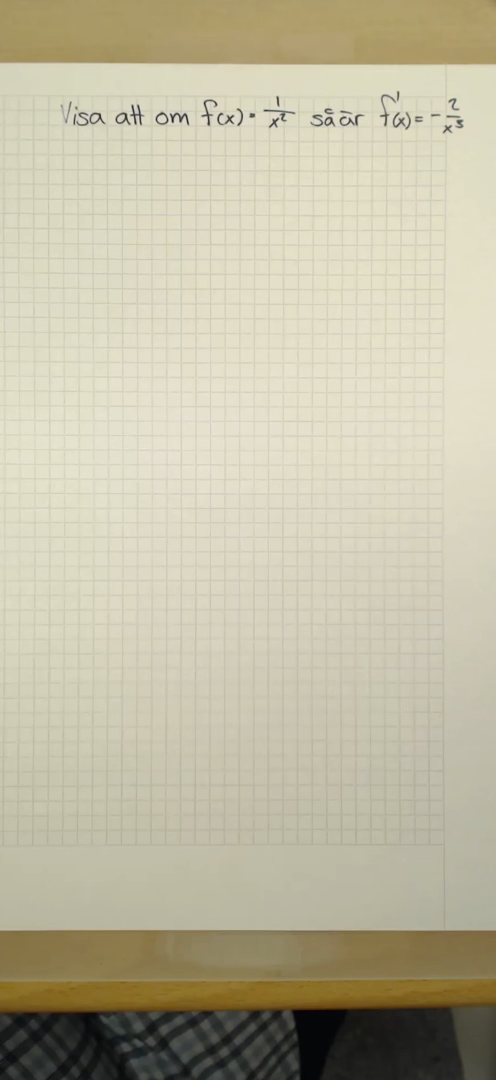 Visa att om f(x) = 1/x² så är f'(x) = -2/x³